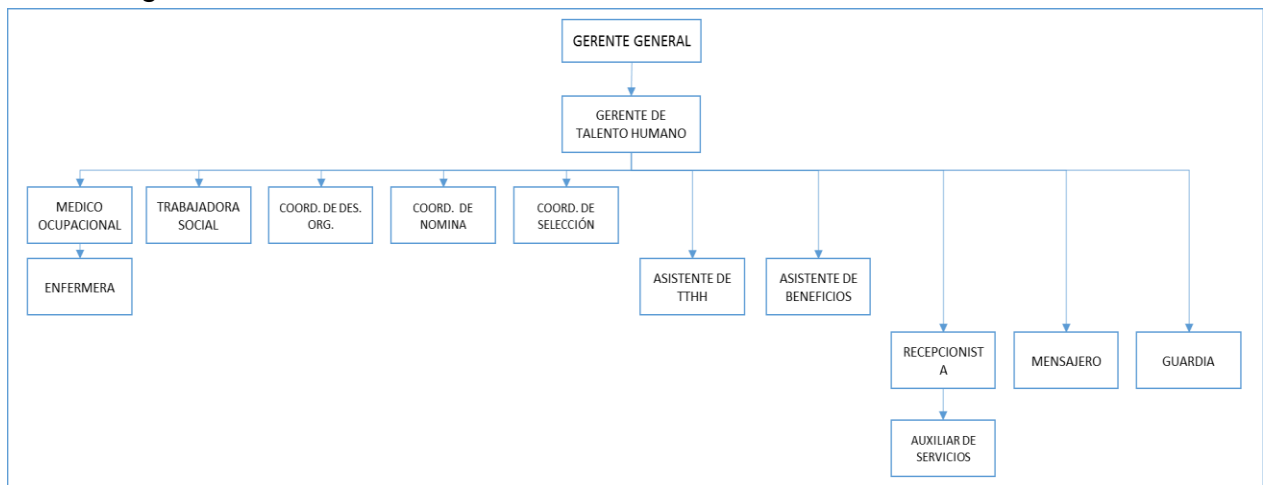 g
GERENTE GENERAL
GERENTE DE
TALENTO HUMANO
MEDICO
OCUPACIONAL
TRABAJADORA
SOCIAL
COORD. DE DES.
ORG.
COORD. DE
NOMINA
COORD. DE
SELECCIÓN
ENFERMERA
ASISTENTE DE
TTHH
ASISTENTE DE
BENEFICIOS
RECEPCIONIST
A
MENSAJERO
GUARDIA
AUXILIAR DE
SERVICIOS